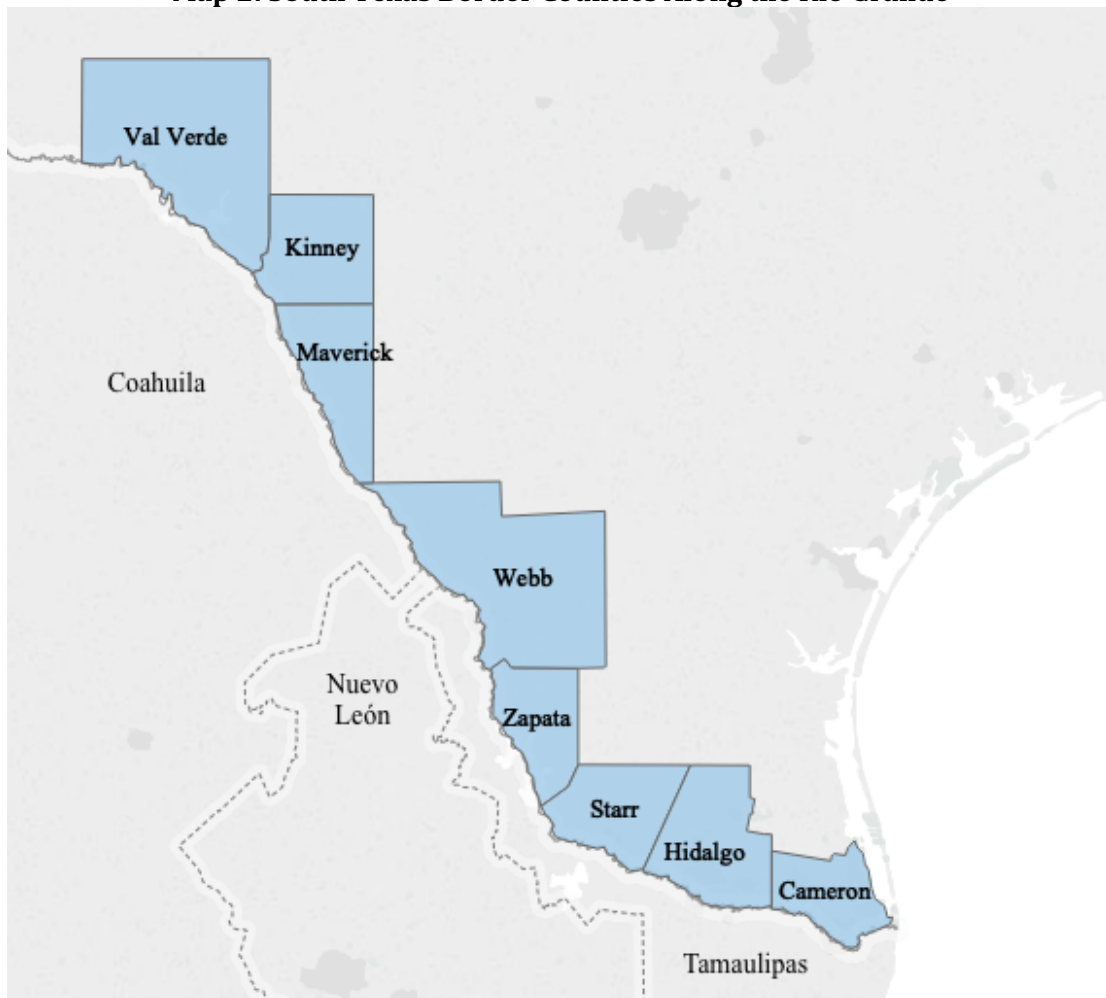 Map 2: South Texas Border Counties Along the Rio Grande
Val Verde
Kinney
Maverick
Coahuila
Webb
Nuevo
León
Zapata
Starr
Hidalgo
Cameron
Tamaulipas